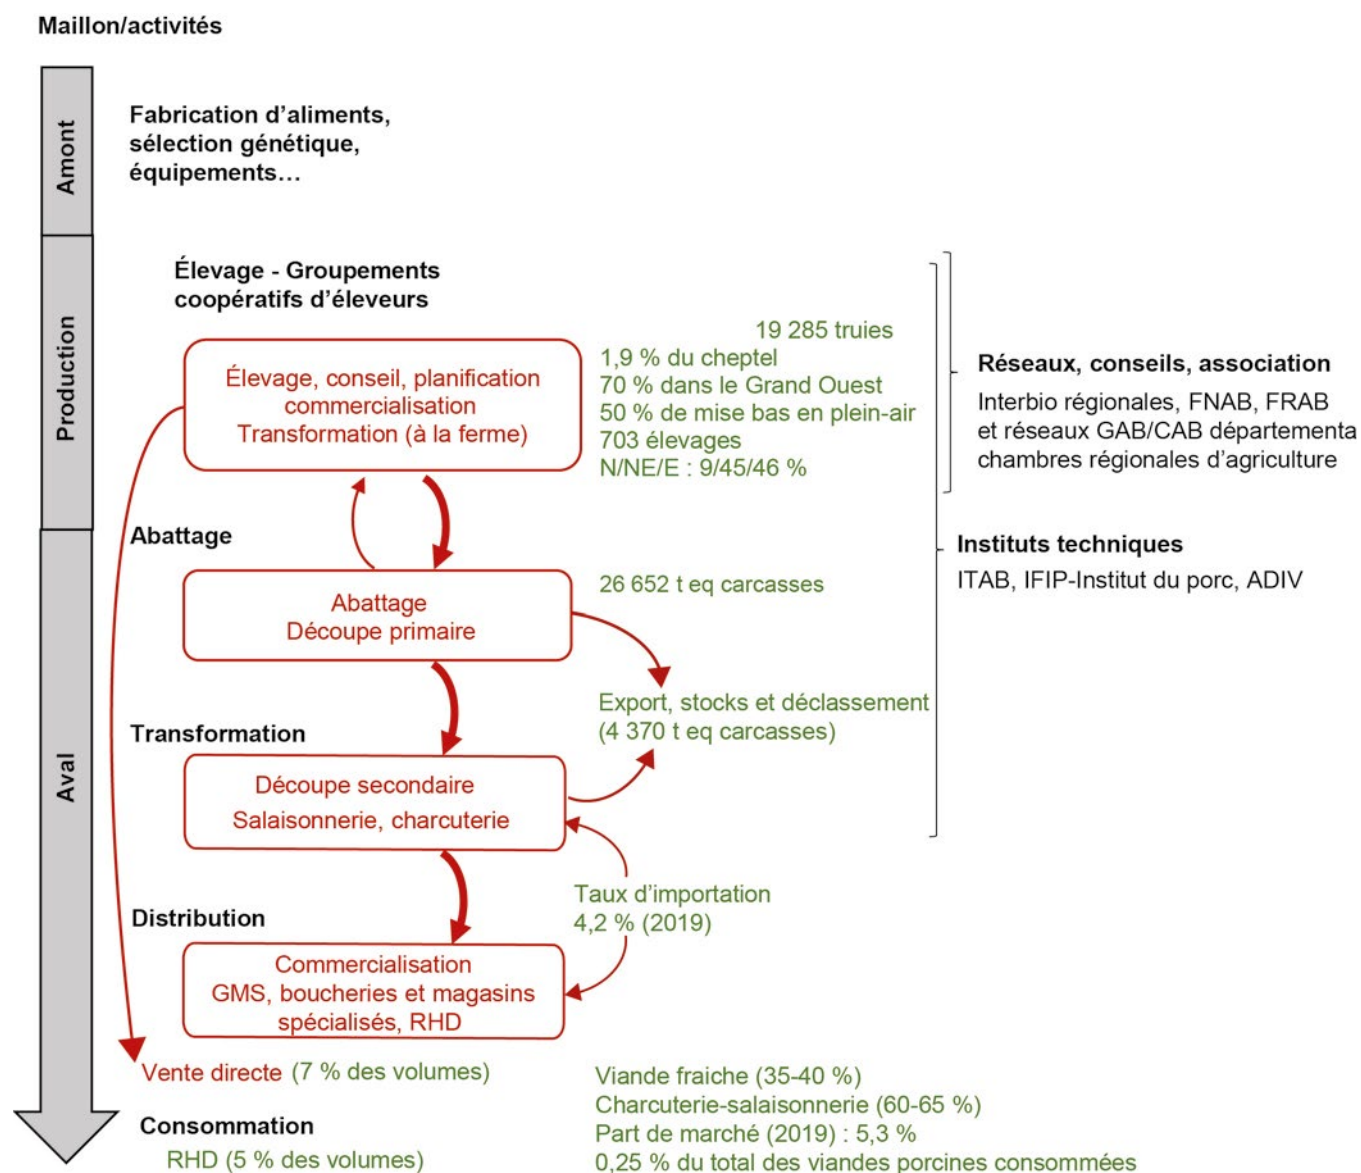 Maillon/activités
Amont
Fabrication d'aliments,
sélection génétique,
équipements…
Production
Élevage - Groupements
coopératifs d'éleveurs
Élevage, conseil, planification
commercialisation
Transformation (à la ferme)
19 285 truies
1,9 % du cheptel
70 % dans le Grand Ouest
50 % de mise bas en plein-air
703 élevages
N/NE/E : 9/45/46 %
Réseaux, conseils, association
Interbio régionales, FNAB, FRAB
et réseaux GAB/CAB départementa
chambres régionales d'agriculture
Aval
Abattage
Abattage
Découpe primaire
26 652 t eq carcasses
Instituts techniques
ITAB, IFIP-Institut du porc, ADIV
Export, stocks et déclassement
(4 370 t eq carcasses)
Transformation
Découpe secondaire
Salaisonnerie, charcuterie
Taux d'importation
4,2 % (2019)
Distribution
Commercialisation
GMS, boucheries et magasins
spécialisés, RHD
Vente directe (7 % des volumes)
Consommation
RHD (5 % des volumes)
Viande fraiche (35-40 %)
Charcuterie-salaisonnerie (60-65 %)
Part de marché (2019) : 5,3 %
0,25 % du total des viandes porcines consommées